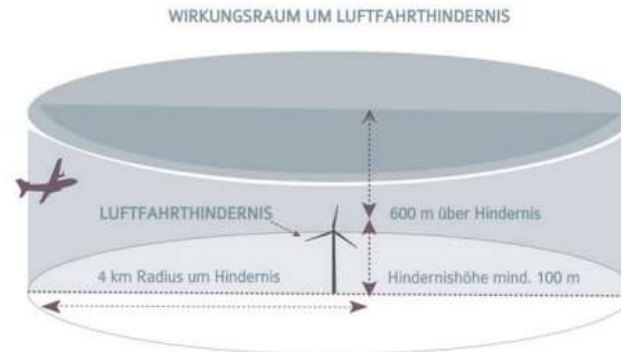 WIRKUNGSRAUM UM LUFTFAHRTHINDERNIS
LUFTFAHRTHINDERNIS
600 m über Hindernis
4 km Radius um Hindernis
Hindernishöhe mind. 100 m